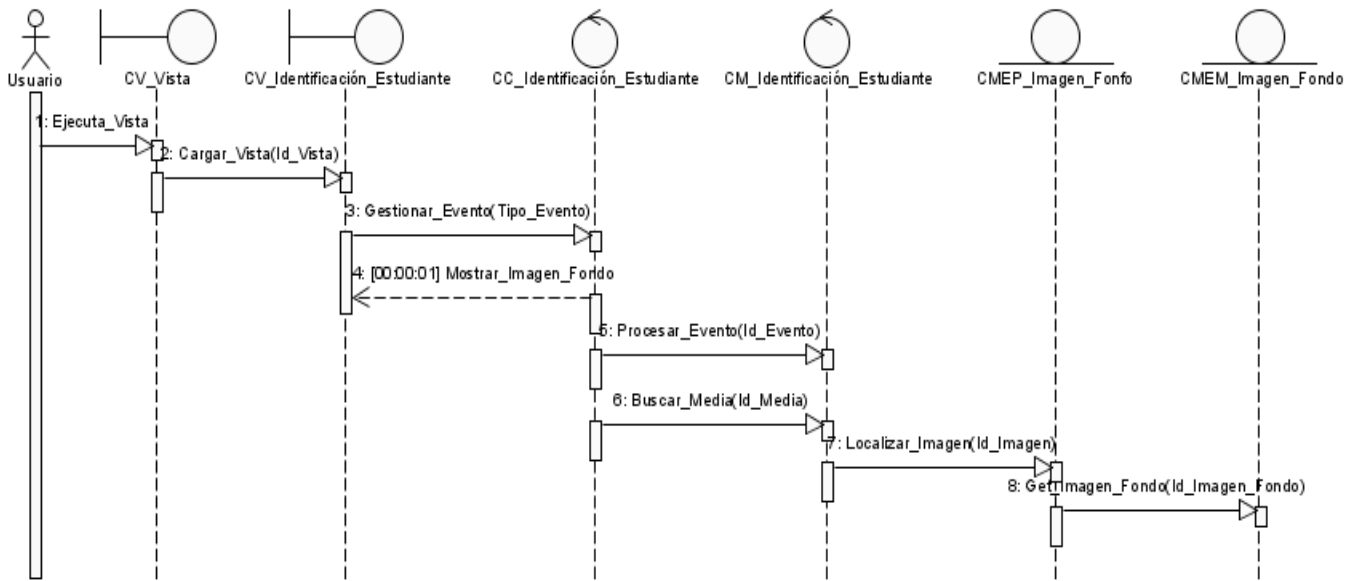 Usuario
CV_Vista
CV_Identificación_Estudiante
CC_Identificación_Estudiante
CM_Identificación_Estudiante
CMEP_Imagen_Fonfo
CMEM_Imagen_Fondo
1: Ejecuta_Vista
2: Cargar_Vista(Id_Vista)
3: Gestionar_Evento(Tipo_Evento)
4: [00:00:01] Mostrar_Imagen_Fondo
5: Procesar_Evento(Id_Evento)
6: Buscar_Media(Id_Media)
7: Localizar_Imagen(Id_Imagen)
8: Get_Imagen_Fondo(Id_Imagen_Fondo)